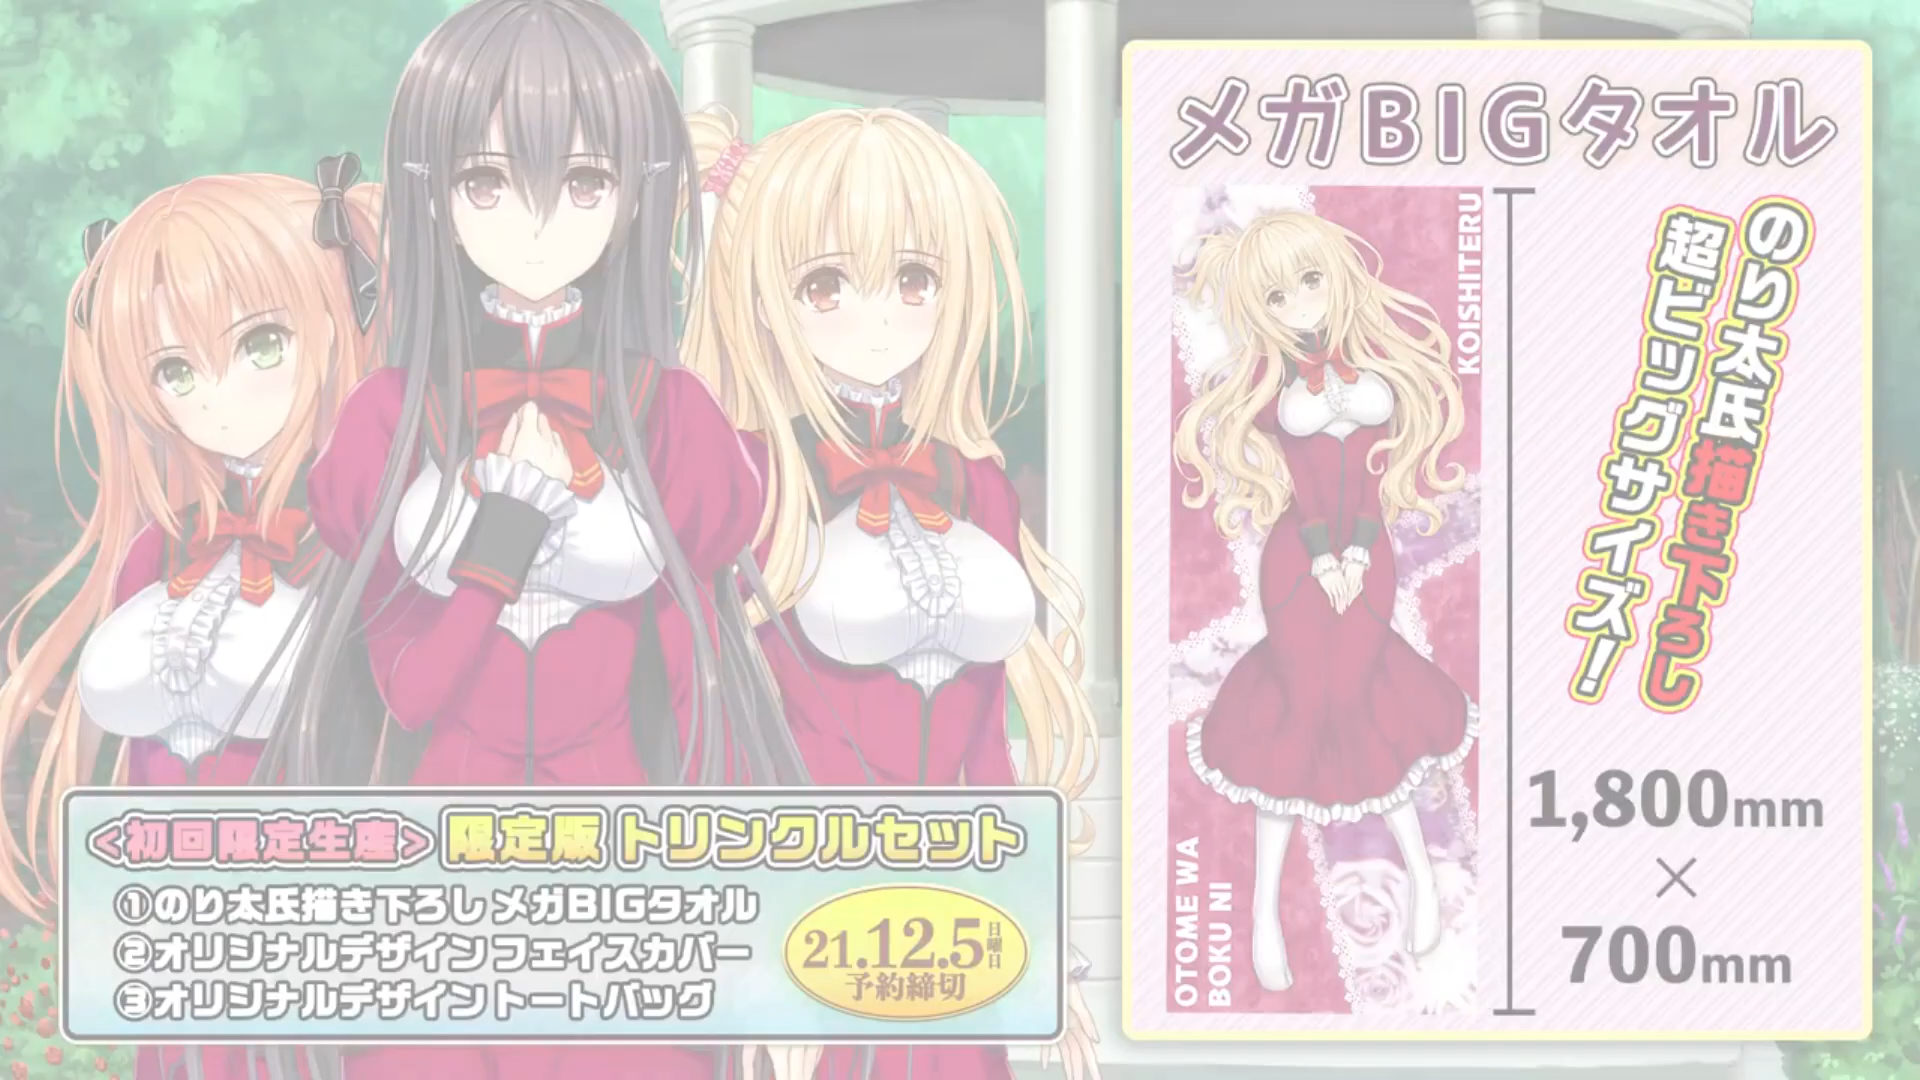 メガBIGタオル
のり太氏描き下ろし
超ビッグサイズ!
KOISHITERU
OTOME WA
BOKU NI
1,800mm
×
700mm
<初回限定生産> 限定版 トリンクルセット
①のり太氏描き下ろし メガBIGタオル
②オリジナルデザイン フェイスカバー
③オリジナルデザイン トートバッグ
21.12.5日曜日
予約締切